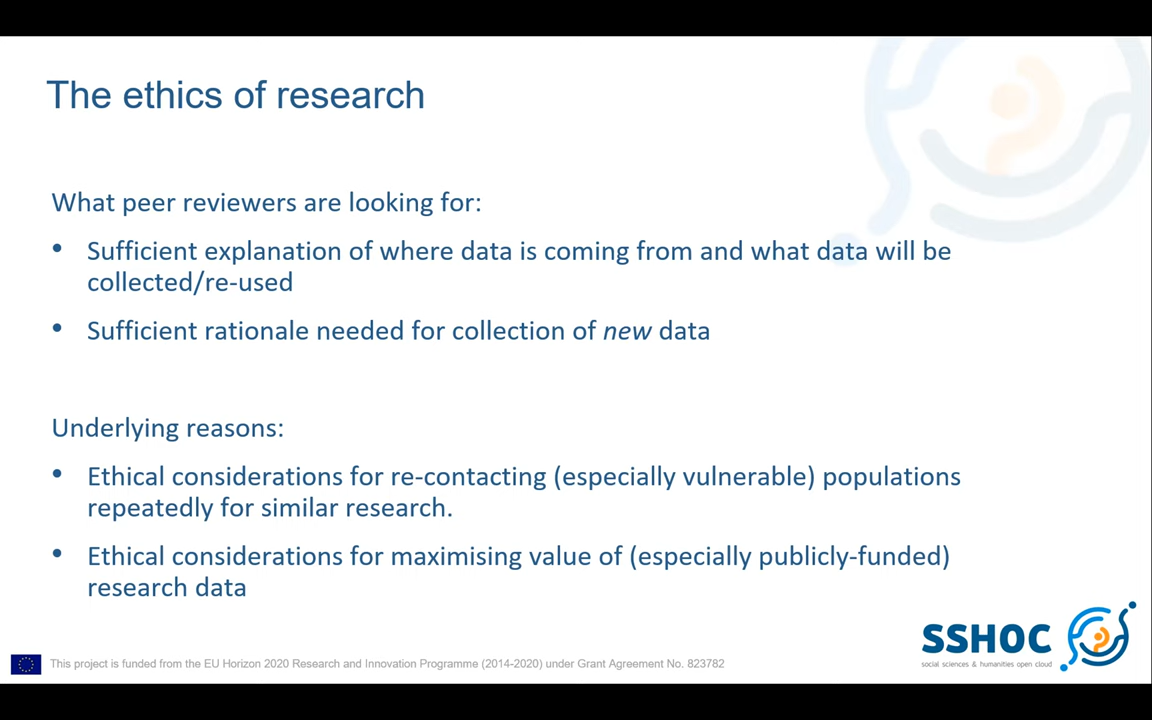 The ethics of research
What peer reviewers are looking for:
• Sufficient explanation of where data is coming from and what data will be
collected/re-used
• Sufficient rationale needed for collection of new data
Underlying reasons:
• Ethical considerations for re-contacting (especially vulnerable) populations
repeatedly for similar research.
• Ethical considerations for maximising value of (especially publicly-funded)
research data
SSHOC
social sciences & humanities open cloud
This project is funded from the EU Horizon 2020 Research and Innovation Programme (2014-2020) under Grant Agreement No. 823782